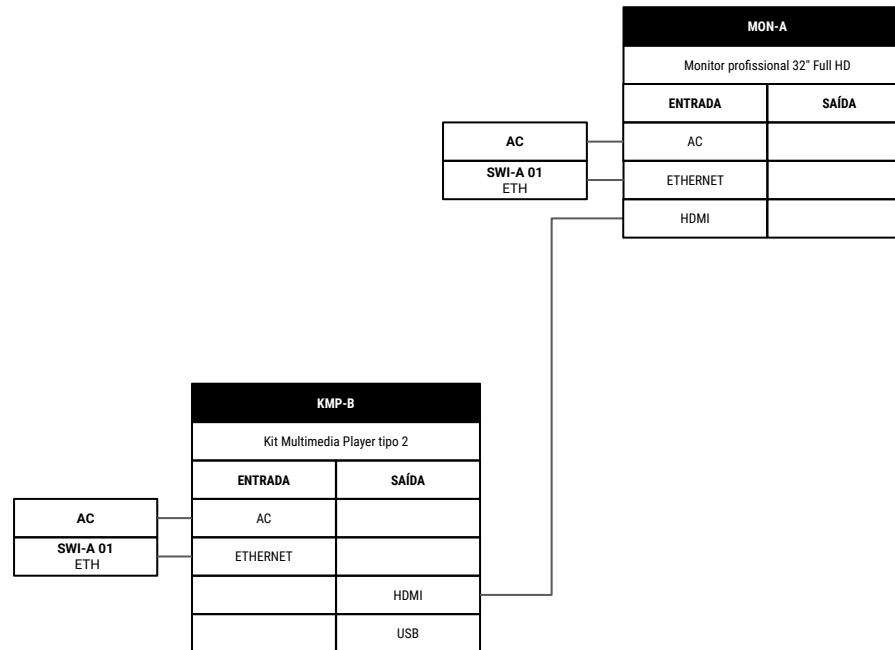 MON-A
Monitor profissional 32" Full HD
ENTRADA SAÍDA
AC AC
SWI-A 01
ETH ETHERNET
HDMI
KMP-B
Kit Multimedia Player tipo 2
ENTRADA SAÍDA
AC AC
SWI-A 01
ETH ETHERNET
HDMI
USB